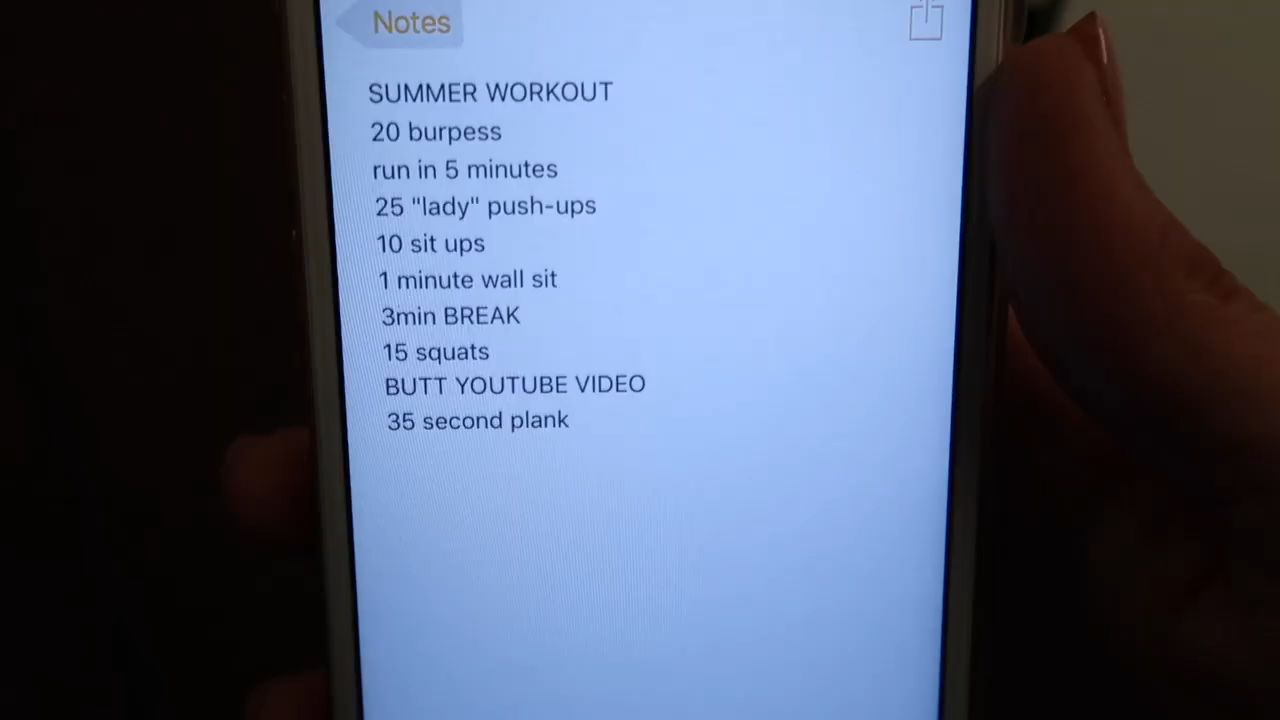 Notes
SUMMER WORKOUT
20 burpess
run in 5 minutes
25 "lady" push-ups
10 sit ups
1 minute wall sit
3min BREAK
15 squats
BUTT YOUTUBE VIDEO
35 second plank